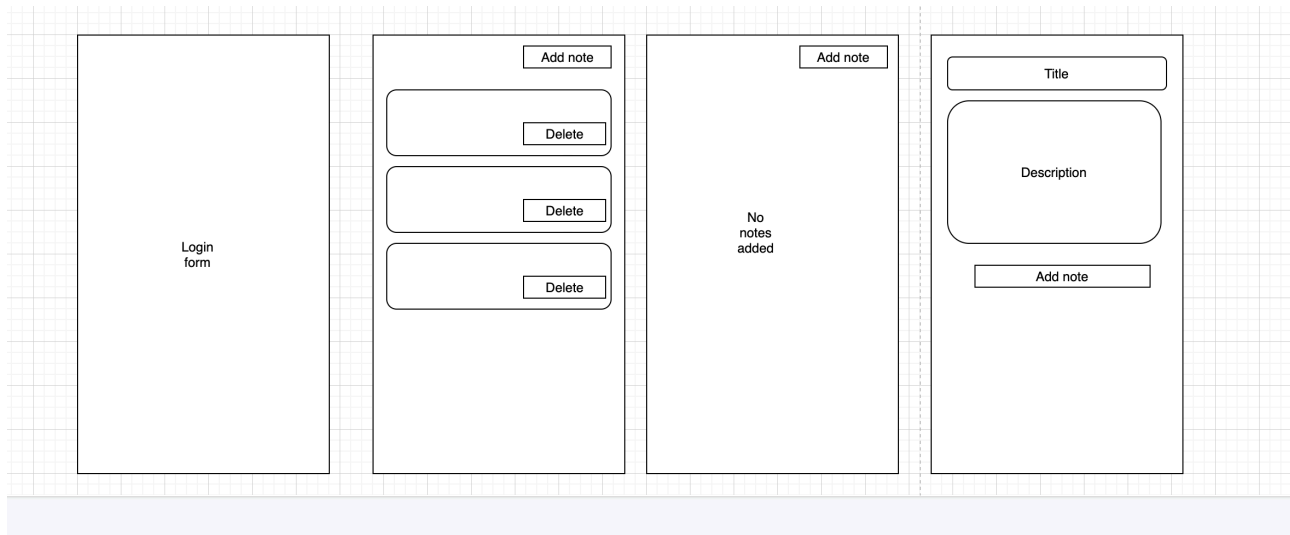 Login
form
Add note
Delete
Delete
Delete
Add note
No
notes
added
Title
Description
Add note